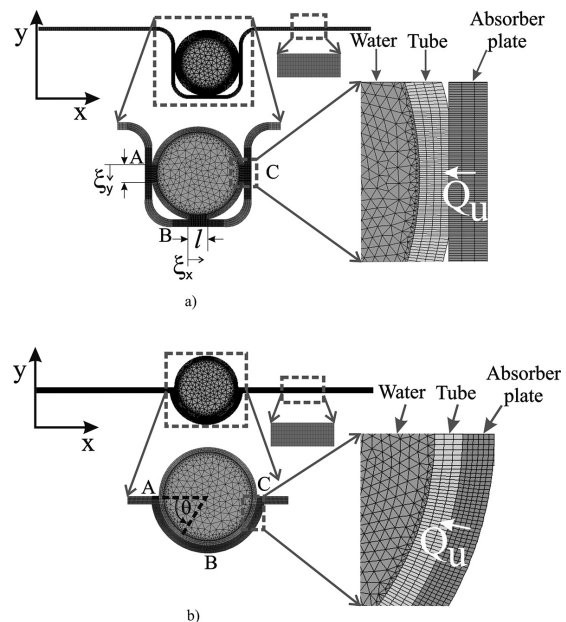 y
x
Absorber
plate
Water
Tube
A
C
ξy
B
l
ξx
Qu
a)
y
x
Absorber
plate
Water
Tube
A
C
θ
B
Qu
b)